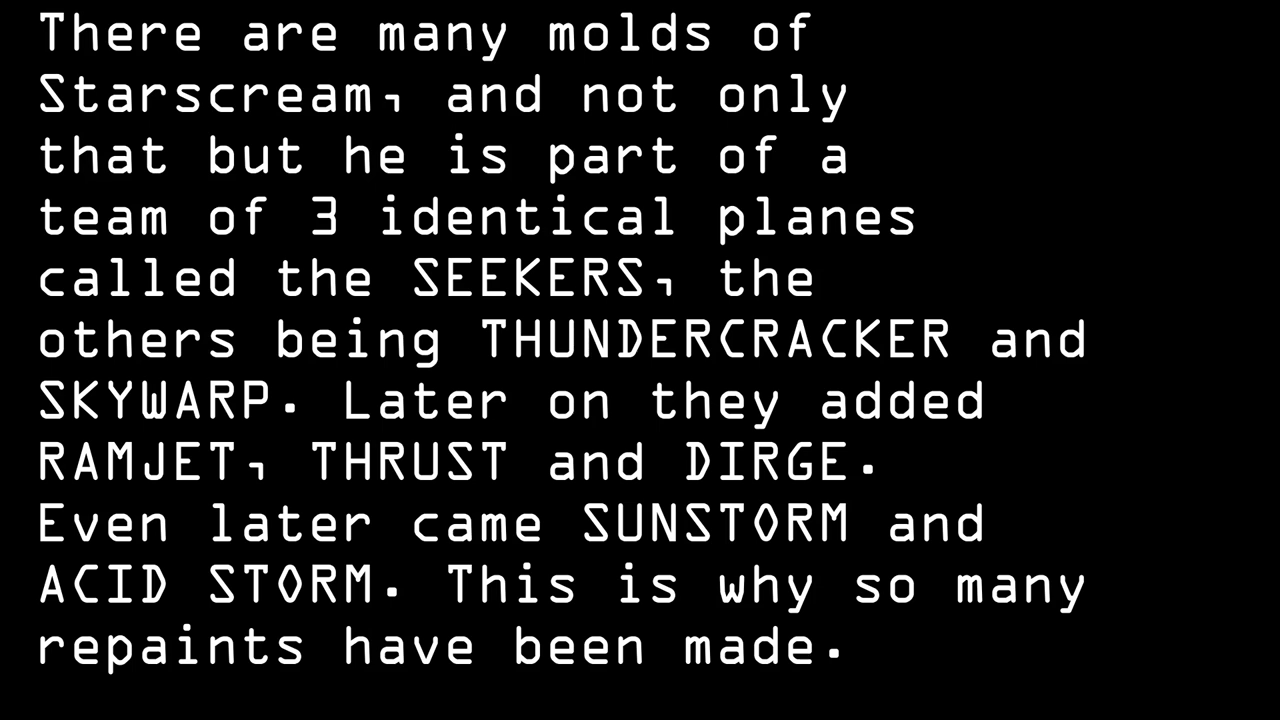 There are many molds of
Starscream, and not only
that but he is part of a
team of 3 identical planes
called the SEEKERS, the
others being THUNDERCRACKER and
SKYWARP. Later on they added
RAMJET, THRUST and DIRGE.
Even later came SUNSTORM and
ACID STORM. This is why so many
repaints have been made.